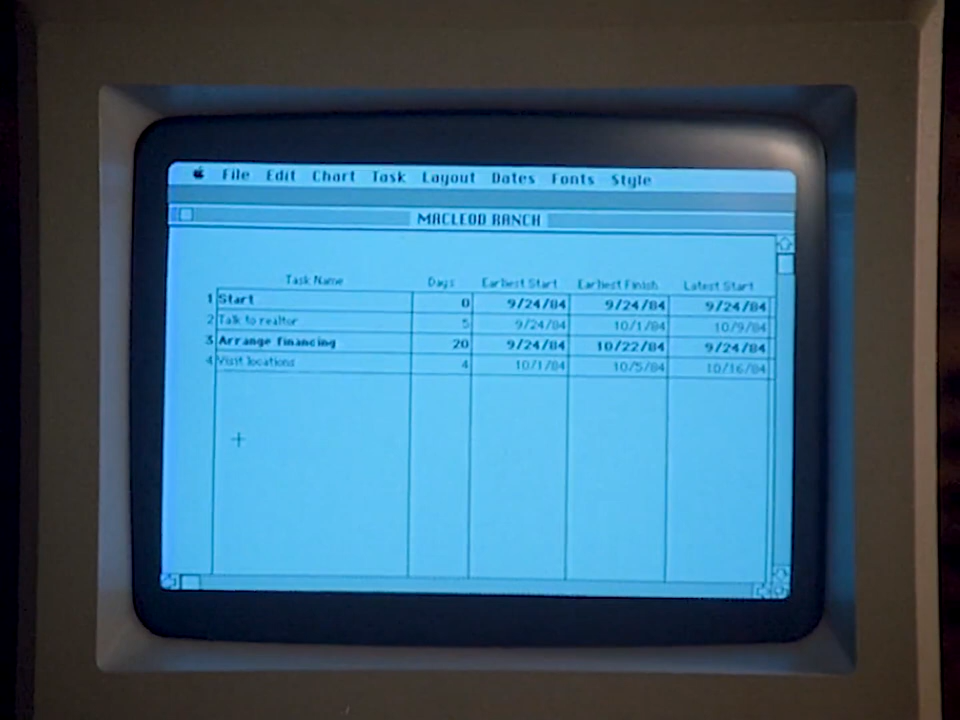 File Edit Chart Task Layout Dates Fonts Style
MACLEOD RANCH
Task Name Days Earliest Start Earliest Finish Latest Start
1 Start 0 9/24/84 9/24/84 9/24/84
2 Talk to realtor 5 9/24/84 10/1/84 10/9/84
3 Arrange financing 20 9/24/84 10/22/84 9/24/84
4 Visit locations 4 10/1/84 10/5/84 10/16/84